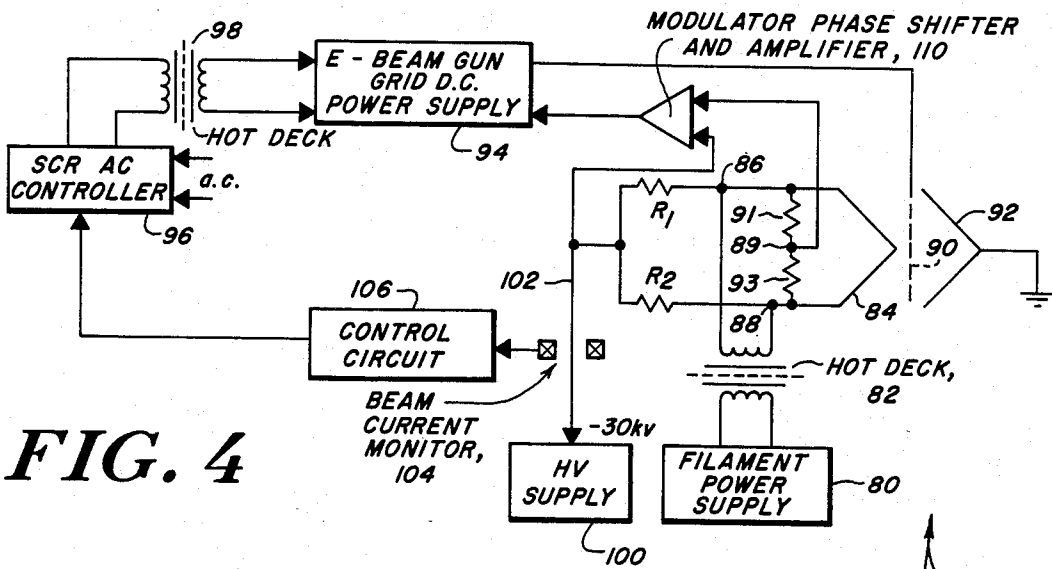 98
MODULATOR PHASE SHIFTER
AND AMPLIFIER, 110
E - BEAM GUN
GRID D.C.
POWER SUPPLY
HOT DECK
94
SCR AC
CONTROLLER
a.c.
96
86
R1
91
89
92
90
102
R2
93
88
84
106
CONTROL
CIRCUIT
HOT DECK,
82
BEAM
CURRENT
MONITOR,
104
-30kv
FIG. 4
HV
SUPPLY
FILAMENT
POWER
SUPPLY
80
100